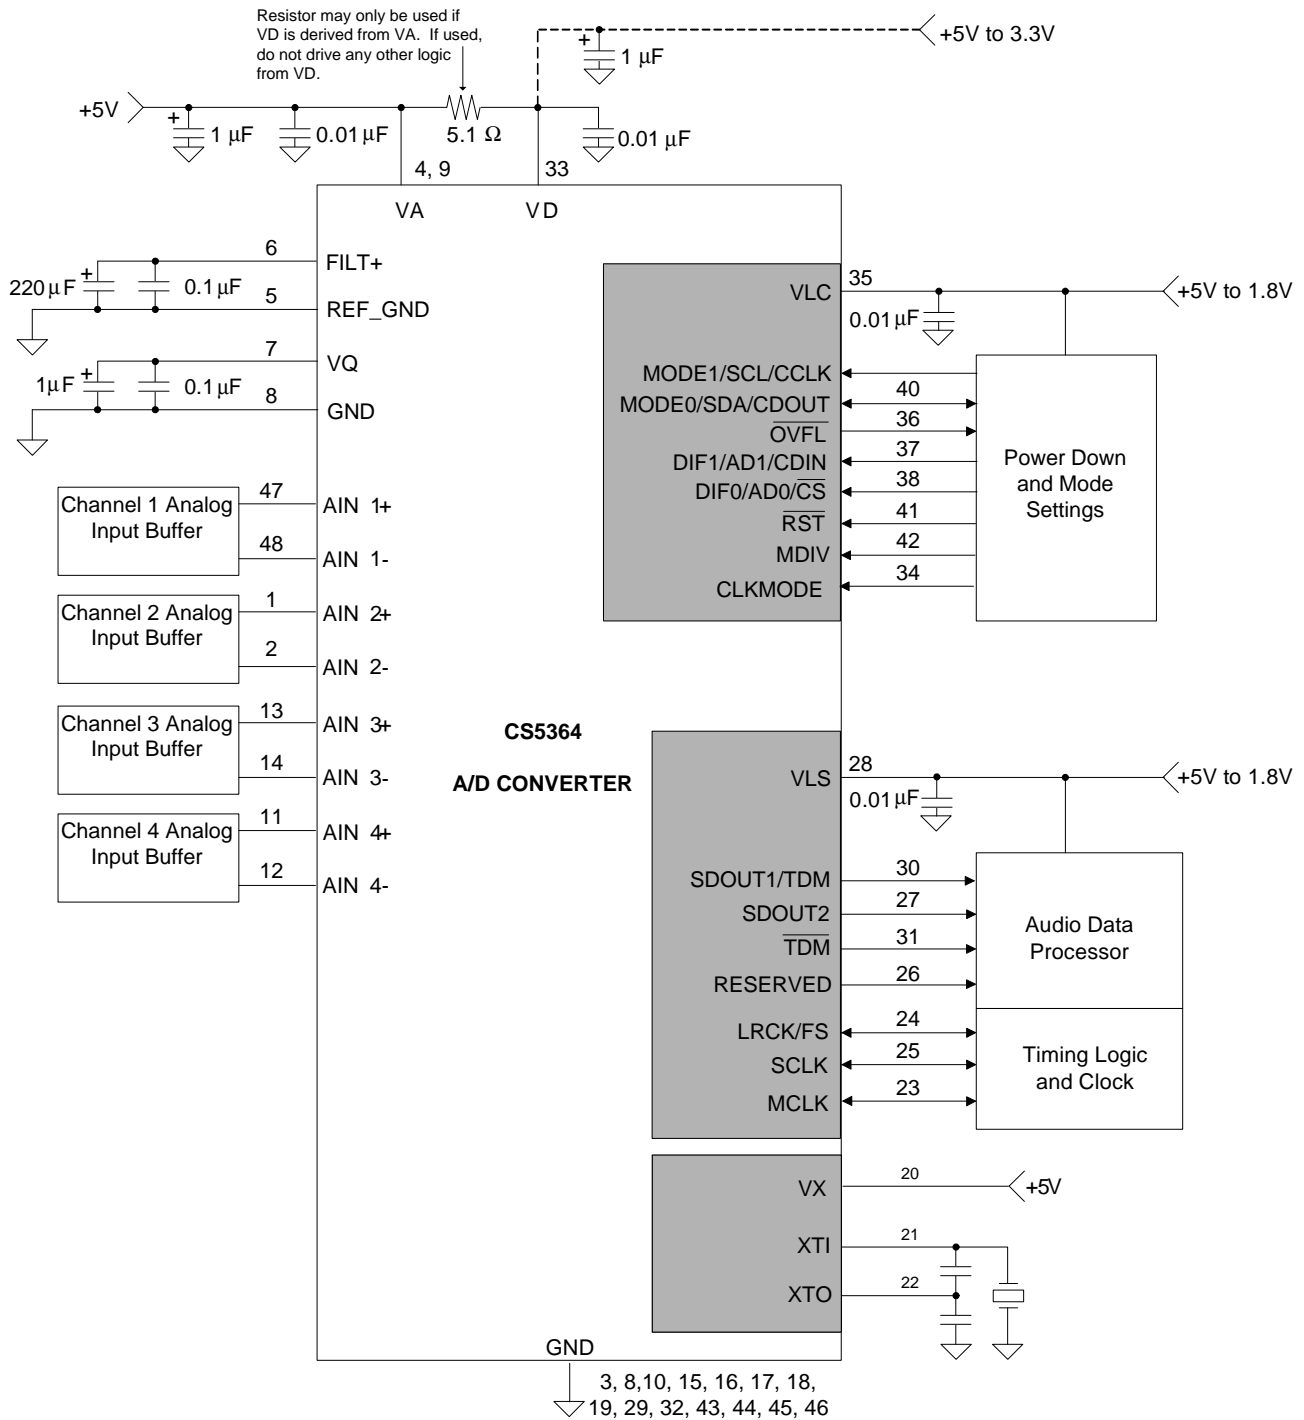 Resistor may only be used if
VD is derived from VA. If used,
do not drive any other logic
from VD.
+5V to 3.3V
+
1 μF
+5V
+
1 μF
0.01 μF
5.1 Ω
0.01 μF
4, 9
33
VA
VD
6
FILT+
220 μF
+
0.1 μF
5
REF_GND
7
VQ
1 μF
+
0.1 μF
8
GND
Channel 1 Analog
Input Buffer
47
AIN 1+
48
AIN 1-
Channel 2 Analog
Input Buffer
1
AIN 2+
2
AIN 2-
Channel 3 Analog
Input Buffer
13
AIN 3+
14
AIN 3-
Channel 4 Analog
Input Buffer
11
AIN 4+
12
AIN 4-
CS5364
A/D CONVERTER
VLC
35
+5V to 1.8V
0.01 μF
MODE1/SCL/CCLK
MODE0/SDA/CDOUT
40
OVFL
36
DIF1/AD1/CDIN
37
DIF0/AD0/CS
38
RST
41
MDIV
42
CLKMODE
34
Power Down
and Mode
Settings
VLS
28
+5V to 1.8V
0.01 μF
SDOUT1/TDM
30
SDOUT2
27
TDM
31
RESERVED
26
Audio Data
Processor
LRCK/FS
24
SCLK
25
MCLK
23
Timing Logic
and Clock
VX
20
+5V
XTI
21
XTO
22
GND
3, 8,10, 15, 16, 17, 18,
19, 29, 32, 43, 44, 45, 46